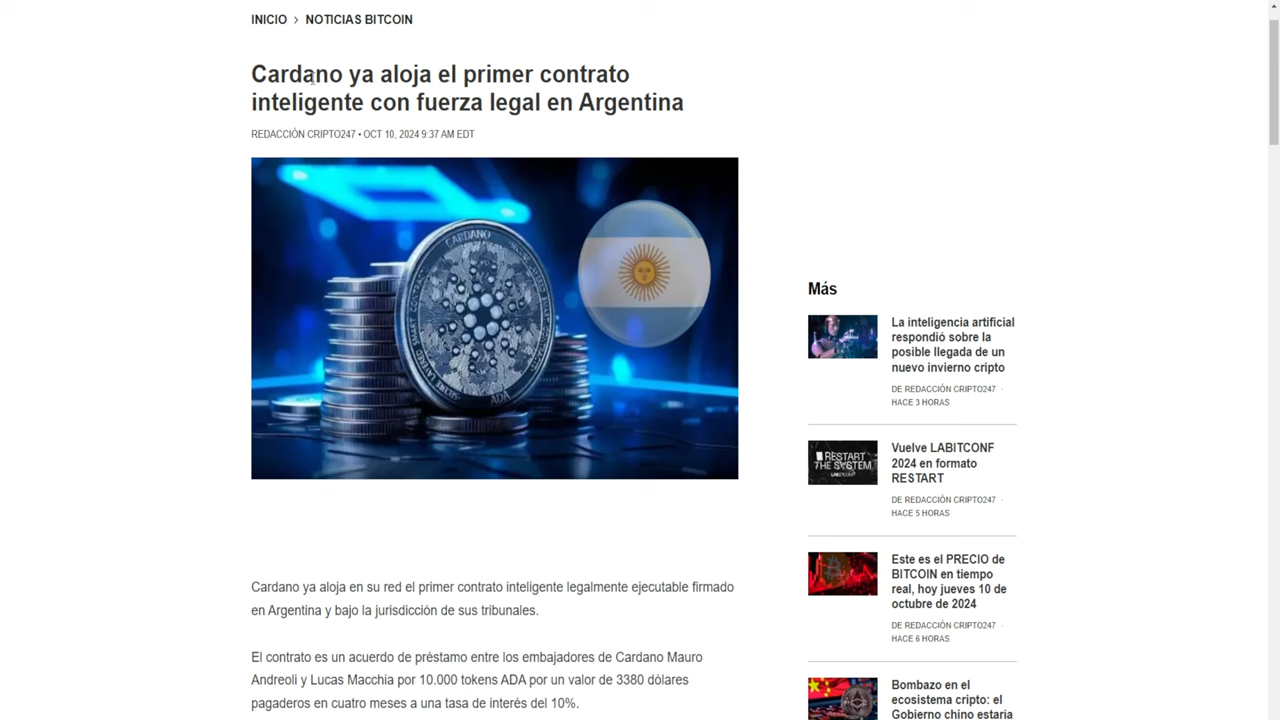 INICIO > NOTICIAS BITCOIN
Cardano ya aloja el primer contrato
inteligente con fuerza legal en Argentina
REDACCIÓN CRIPTO247 • OCT 10, 2024 9:37 AM EDT
CARDANO
ADA
Cardano ya aloja en su red el primer contrato inteligente legalmente ejecutable firmado
en Argentina y bajo la jurisdicción de sus tribunales.
El contrato es un acuerdo de préstamo entre los embajadores de Cardano Mauro
Andreoli y Lucas Macchia por 10.000 tokens ADA por un valor de 3380 dólares
pagaderos en cuatro meses a una tasa de interés del 10%.
Más
La inteligencia artificial
respondió sobre la
posible llegada de un
nuevo invierno cripto
DE REDACCIÓN CRIPTO247 ·
HACE 3 HORAS
RESTART
THE SYSTEM
Vuelve LABITCONF
2024 en formato
RESTART
DE REDACCIÓN CRIPTO247 ·
HACE 5 HORAS
Este es el PRECIO de
BITCOIN en tiempo
real, hoy jueves 10 de
octubre de 2024
DE REDACCIÓN CRIPTO247 ·
HACE 6 HORAS
Bombazo en el
ecosistema cripto: el
Gobierno chino estaria